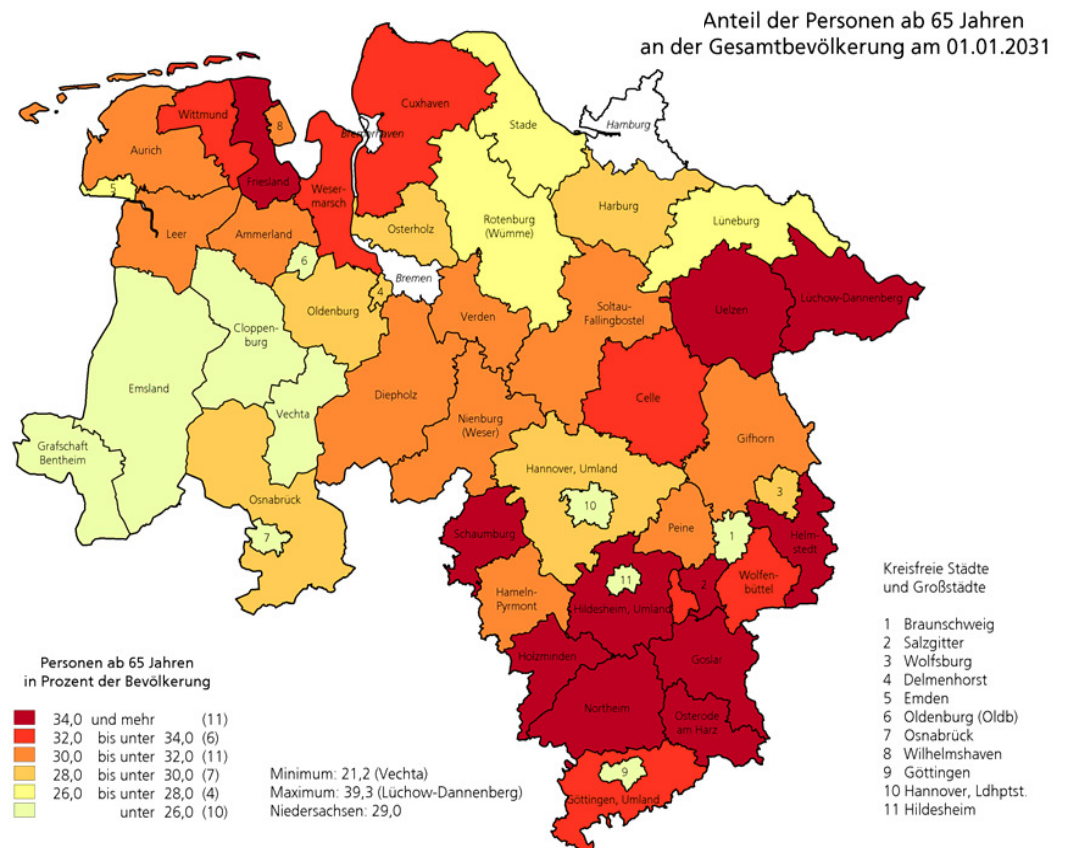 Anteil der Personen ab 65 Jahren
an der Gesamtbevölkerung am 01.01.2031
Cuxhaven
Wittmund
Stade
Bremerhaven
Hamburg
8
Aurich
Friesland
5
Weser-
marsch
Harburg
Rotenburg
(Wümme)
Lüneburg
Osterholz
Leer
Ammerland
6
Bremen
4
Lüchow-Dannenberg
Uelzen
Soltau-
Fallingbostel
Oldenburg
Verden
Cloppen-
burg
Emsland
Diepholz
Celle
Vechta
Nienburg
(Weser)
Gifhorn
Grafschaft
Bentheim
Hannover, Umland
3
Osnabrück
10
Peine
Schaumburg
7
1
Helm-
stedt
Wolfen-
büttel
11
2
Hameln-
Pyrmont
Hildesheim, Umland
Holzminden
Goslar
Northeim
Osterode
am Harz
9
Göttingen, Umland
Kreisfreie Städte
und Großstädte
1 Braunschweig
2 Salzgitter
3 Wolfsburg
4 Delmenhorst
5 Emden
6 Oldenburg (Oldb)
7 Osnabrück
8 Wilhelmshaven
9 Göttingen
10 Hannover, Ldhptst.
11 Hildesheim
Personen ab 65 Jahren
in Prozent der Bevölkerung
34,0 und mehr (11)
32,0 bis unter 34,0 (6)
30,0 bis unter 32,0 (11)
28,0 bis unter 30,0 (7)
26,0 bis unter 28,0 (4)
unter 26,0 (10)
Minimum: 21,2 (Vechta)
Maximum: 39,3 (Lüchow-Dannenberg)
Niedersachsen: 29,0